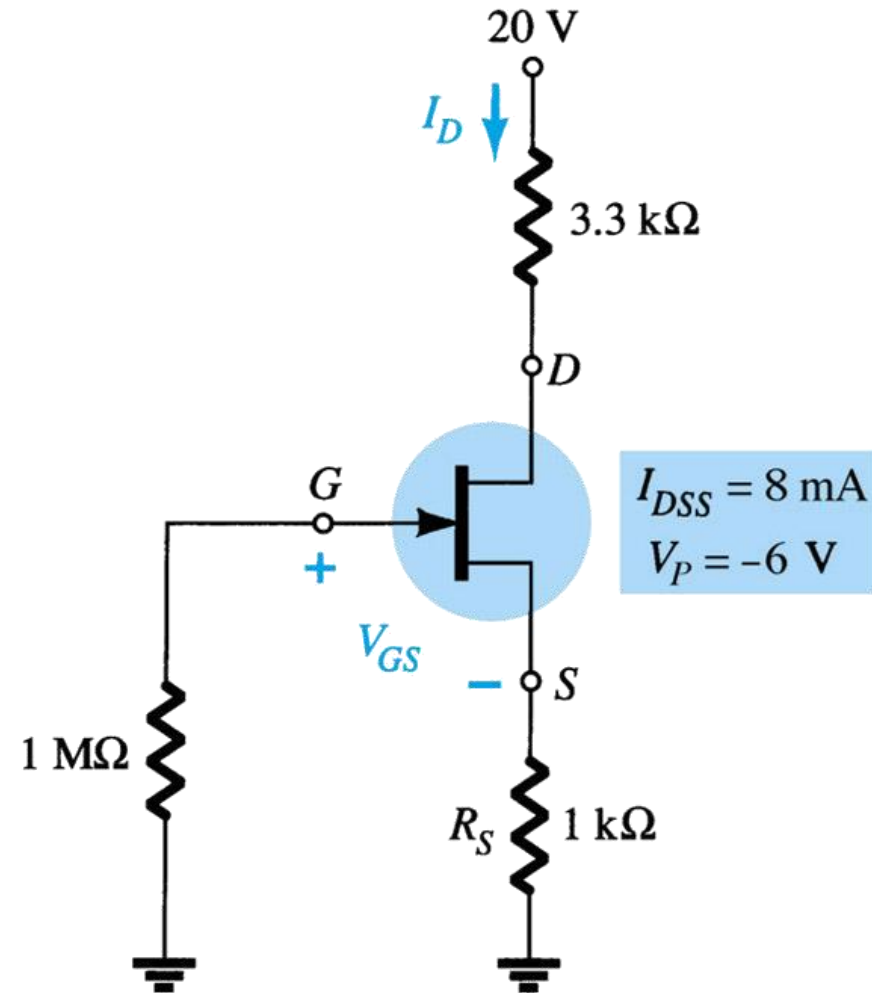 20 V
I_D
3.3 kΩ
D
G
I_DSS = 8 mA
V_P = –6 V
+
V_GS
–
S
1 MΩ
R_S
1 kΩ